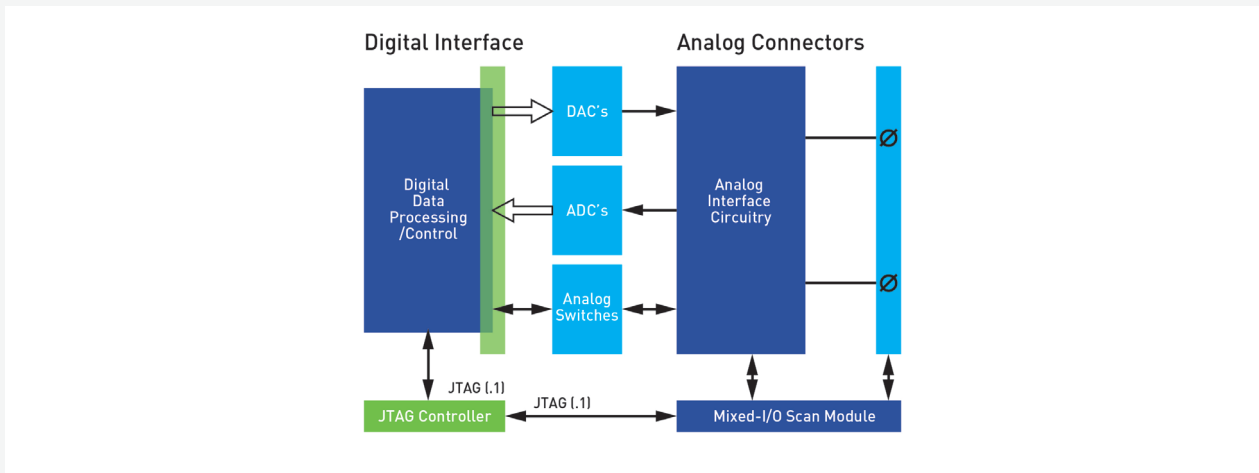 Digital Interface
Analog Connectors
DAC's
Digital
Data
Processing
/Control
ADC's
Analog
Interface
Circuitry
Analog
Switches
JTAG (.1)
JTAG (.1)
JTAG Controller
Mixed-I/O Scan Module